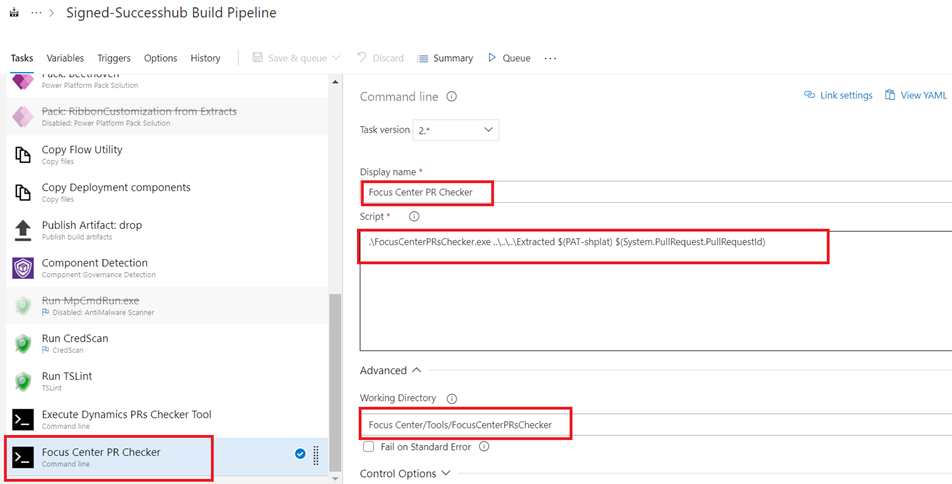 ··· > Signed-Successhub Build Pipeline
Tasks Variables Triggers Options History Save & queue Discard Summary Queue ···
Pack: Beethoven
Power Platform Pack Solution
Pack: RibbonCustomization from Extracts
Disabled: Power Platform Pack Solution
Copy Flow Utility
Copy files
Copy Deployment components
Copy files
Publish Artifact: drop
Publish build artifacts
Component Detection
Component Governance Detection
Run MpCmdRun.exe
Disabled: AntiMalware Scanner
Run CredScan
CredScan
Run TSLint
TSLint
Execute Dynamics PRs Checker Tool
Command line
Focus Center PR Checker
Command line
Command line
Link settings View YAML
Task version 2.*
Display name *
Focus Center PR Checker
Script *
.\FocusCenterPRsChecker.exe ..\..\..\Extracted $(PAT-shplat) $(System.PullRequest.PullRequestId)
Advanced
Working Directory
Focus Center/Tools/FocusCenterPRsChecker
Fail on Standard Error
Control Options